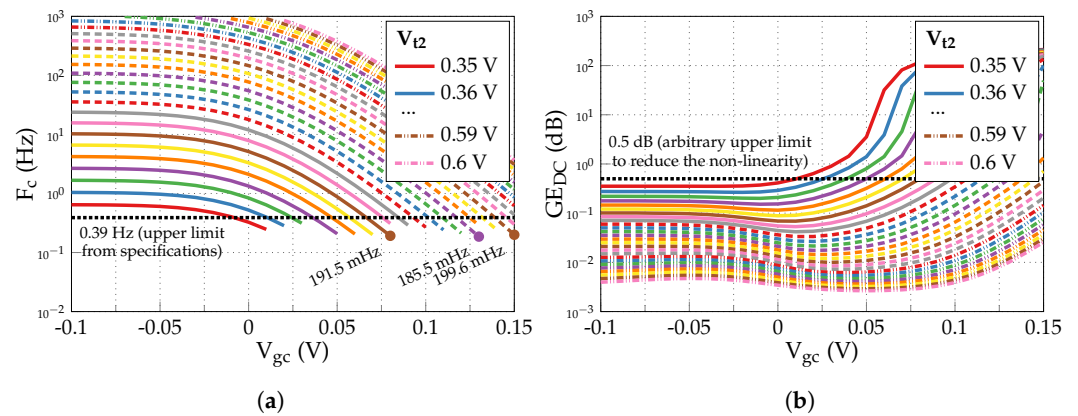 10³
10²
10¹
10⁰
10⁻¹
10⁻²
F_c (Hz)
V_t2
0.35 V
0.36 V
...
0.59 V
0.6 V
0.39 Hz (upper limit
from specifications)
191.5 mHz
185.5 mHz
199.6 mHz
-0.1
-0.05
0
0.05
0.1
0.15
V_gc (V)
(a)
10³
10²
10¹
10⁰
10⁻¹
10⁻²
10⁻³
GE_DC (dB)
V_t2
0.35 V
0.36 V
...
0.59 V
0.6 V
0.5 dB (arbitrary upper limit
to reduce the non-linearity)
-0.1
-0.05
0
0.05
0.1
0.15
V_gc (V)
(b)